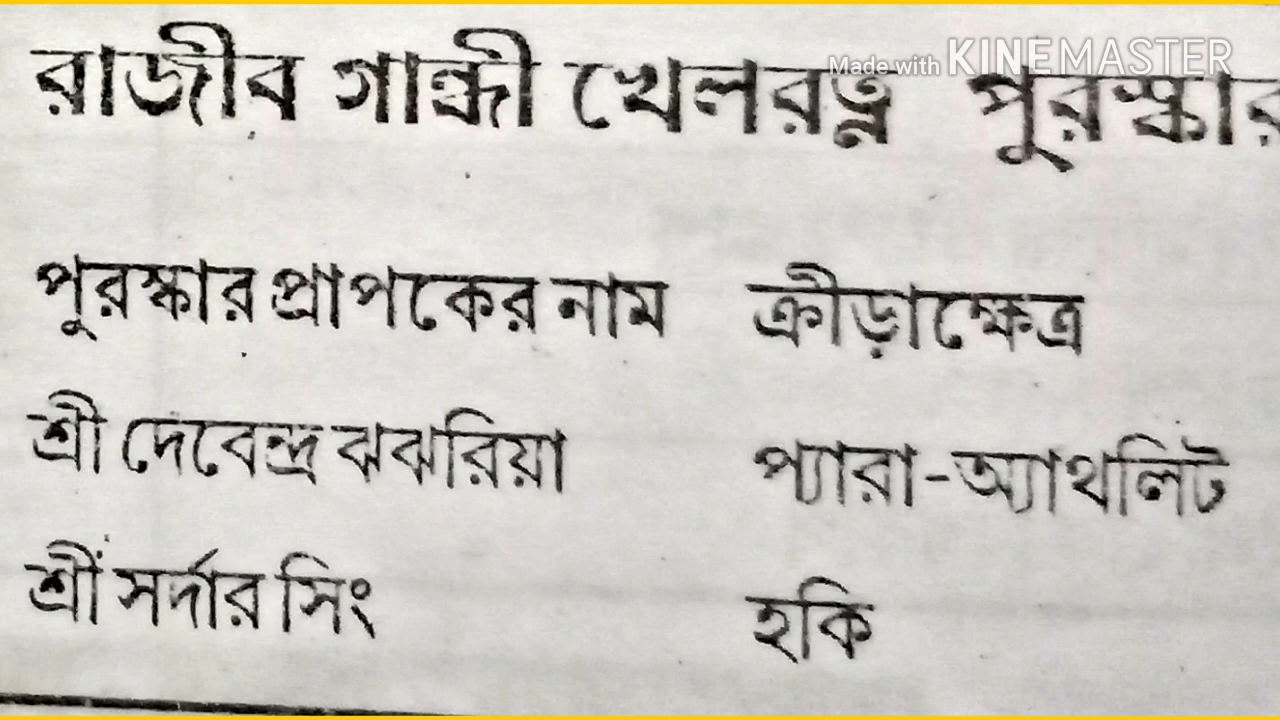 Made with KINEMASTER
রাজীব গান্ধী খেলরত্ন পুরস্কার
পুরস্কার প্রাপকের নাম ক্রীড়াক্ষেত্র
শ্রী দেবেন্দ্র ঝঝরিয়া প্যারা-অ্যাথলিট
শ্রী সর্দার সিং হকি